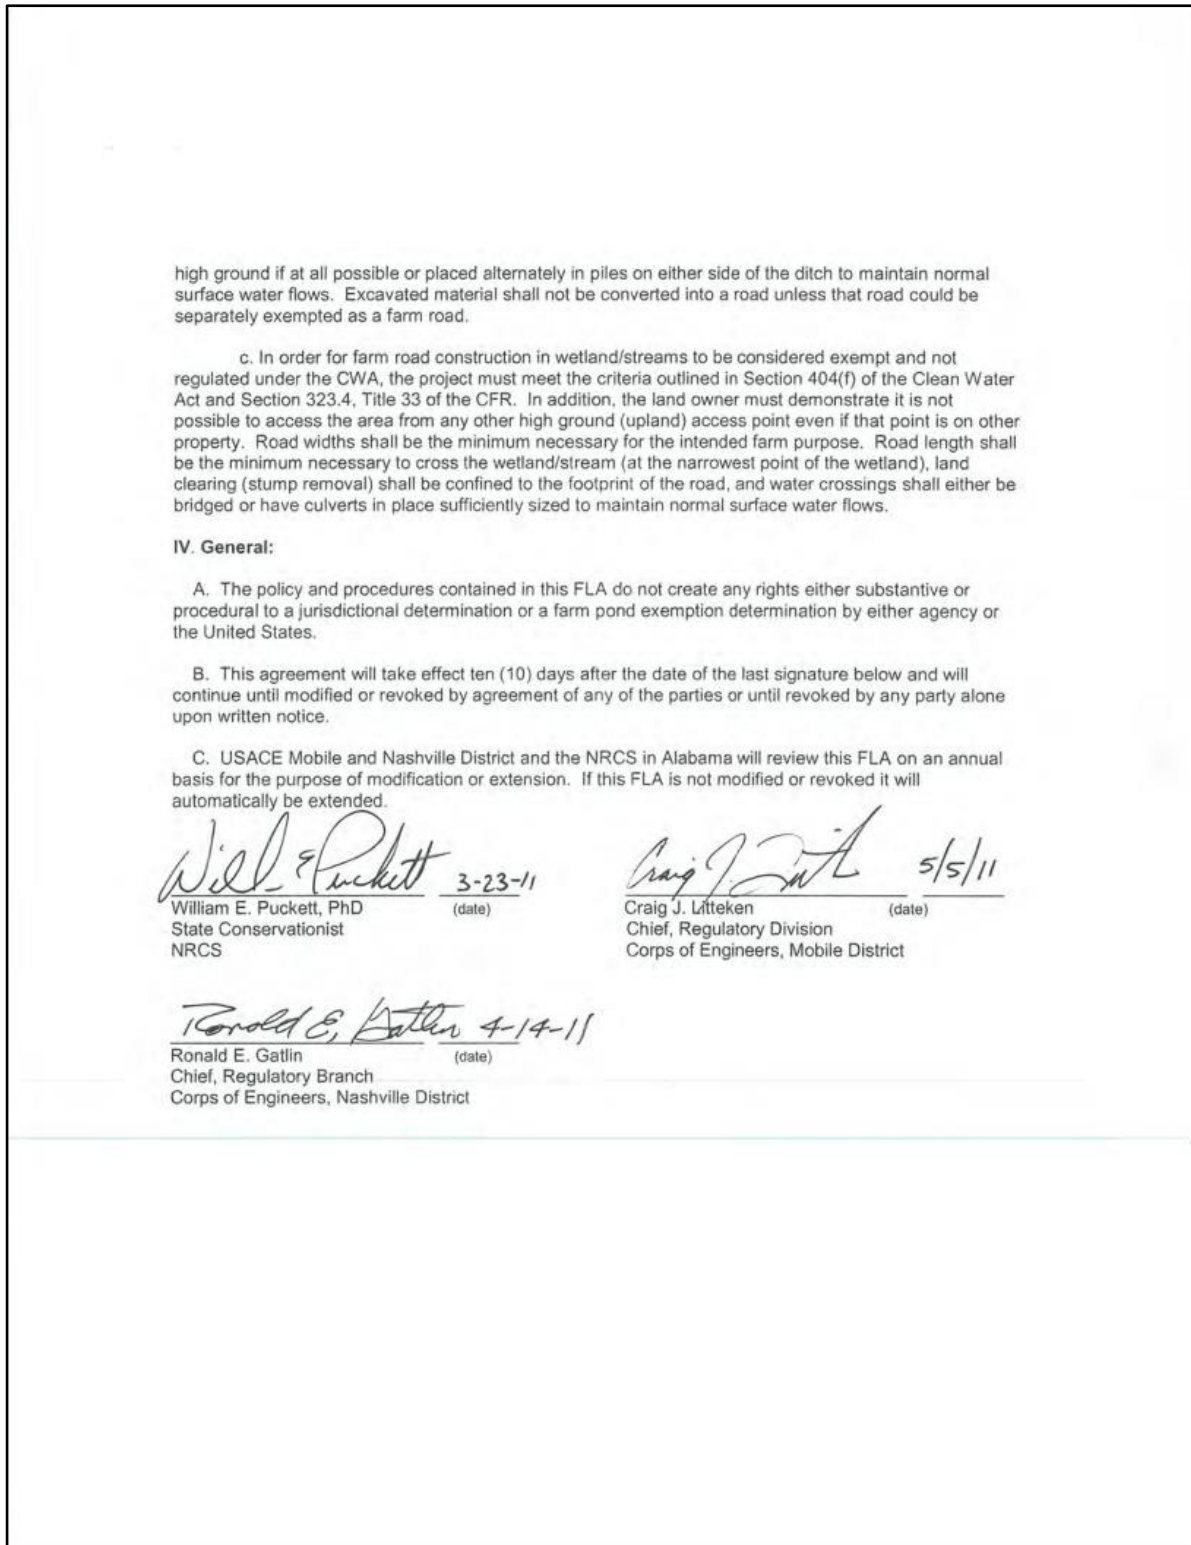 high ground if at all possible or placed alternately in piles on either side of the ditch to maintain normal
surface water flows. Excavated material shall not be converted into a road unless that road could be
separately exempted as a farm road.
c. In order for farm road construction in wetland/streams to be considered exempt and not
regulated under the CWA, the project must meet the criteria outlined in Section 404(f) of the Clean Water
Act and Section 323.4, Title 33 of the CFR. In addition, the land owner must demonstrate it is not
possible to access the area from any other high ground (upland) access point even if that point is on other
property. Road widths shall be the minimum necessary for the intended farm purpose. Road length shall
be the minimum necessary to cross the wetland/stream (at the narrowest point of the wetland), land
clearing (stump removal) shall be confined to the footprint of the road, and water crossings shall either be
bridged or have culverts in place sufficiently sized to maintain normal surface water flows.
IV. General:
A. The policy and procedures contained in this FLA do not create any rights either substantive or
procedural to a jurisdictional determination or a farm pond exemption determination by either agency or
the United States.
B. This agreement will take effect ten (10) days after the date of the last signature below and will
continue until modified or revoked by agreement of any of the parties or until revoked by any party alone
upon written notice.
C. USACE Mobile and Nashville District and the NRCS in Alabama will review this FLA on an annual
basis for the purpose of modification or extension. If this FLA is not modified or revoked it will
automatically be extended.
Will E Puckett 3-23-11
William E. Puckett, PhD (date)
State Conservationist
NRCS
Craig J. 5/5/11
Craig J. Litteken (date)
Chief, Regulatory Division
Corps of Engineers, Mobile District
Ronald E. Gatlin 4-14-11
Ronald E. Gatlin (date)
Chief, Regulatory Branch
Corps of Engineers, Nashville District